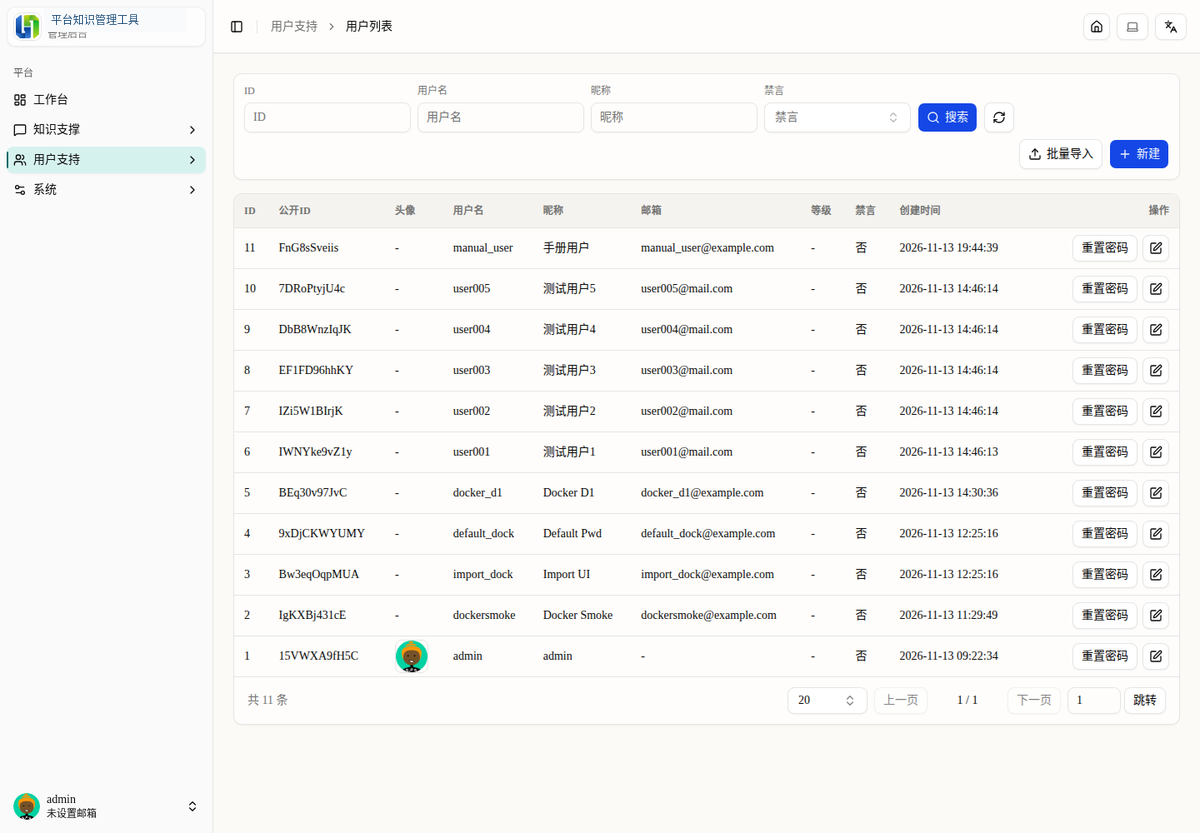 平台知识管理工具
管理后台
平台
工作台
知识支撑
用户支持
系统
admin
未设置邮箱
用户支持 > 用户列表
ID 用户名 昵称 禁言
ID 用户名 昵称 禁言 搜索
批量导入 新建
ID 公开ID 头像 用户名 昵称 邮箱 等级 禁言 创建时间 操作
11 FnG8sSveiis - manual_user 手册用户 manual_user@example.com - 否 2026-11-13 19:44:39 重置密码
10 7DRoPtyjU4c - user005 测试用户5 user005@mail.com - 否 2026-11-13 14:46:14 重置密码
9 DbB8WnzIqJK - user004 测试用户4 user004@mail.com - 否 2026-11-13 14:46:14 重置密码
8 EF1FD96hhKY - user003 测试用户3 user003@mail.com - 否 2026-11-13 14:46:14 重置密码
7 IZi5W1BIrjK - user002 测试用户2 user002@mail.com - 否 2026-11-13 14:46:14 重置密码
6 IWNYke9vZ1y - user001 测试用户1 user001@mail.com - 否 2026-11-13 14:46:13 重置密码
5 BEq30v97JvC - docker_d1 Docker D1 docker_d1@example.com - 否 2026-11-13 14:30:36 重置密码
4 9xDjCKWYUMY - default_dock Default Pwd default_dock@example.com - 否 2026-11-13 12:25:16 重置密码
3 Bw3eqOqpMUA - import_dock Import UI import_dock@example.com - 否 2026-11-13 12:25:16 重置密码
2 IgKXBj431cE - dockersmoke Docker Smoke dockersmoke@example.com - 否 2026-11-13 11:29:49 重置密码
1 15VWXA9fH5C admin admin - - 否 2026-11-13 09:22:34 重置密码
共 11 条 20 上一页 1 / 1 下一页 1 跳转